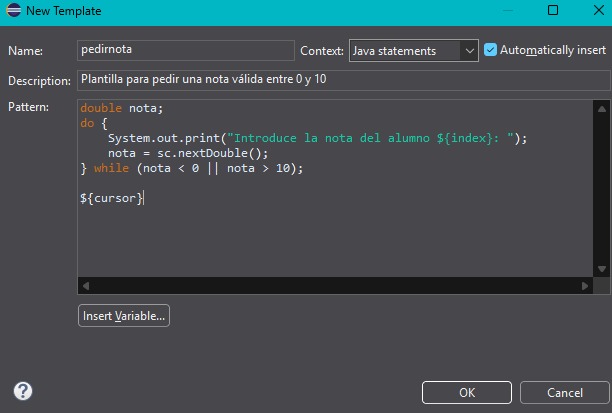 New Template
Name: pedirnota Context: Java statements Automatically insert
Description: Plantilla para pedir una nota válida entre 0 y 10
Pattern:
double nota;
do {
    System.out.print("Introduce la nota del alumno ${index}: ");
    nota = sc.nextDouble();
} while (nota < 0 || nota > 10);

${cursor}
Insert Variable...
?
OK Cancel